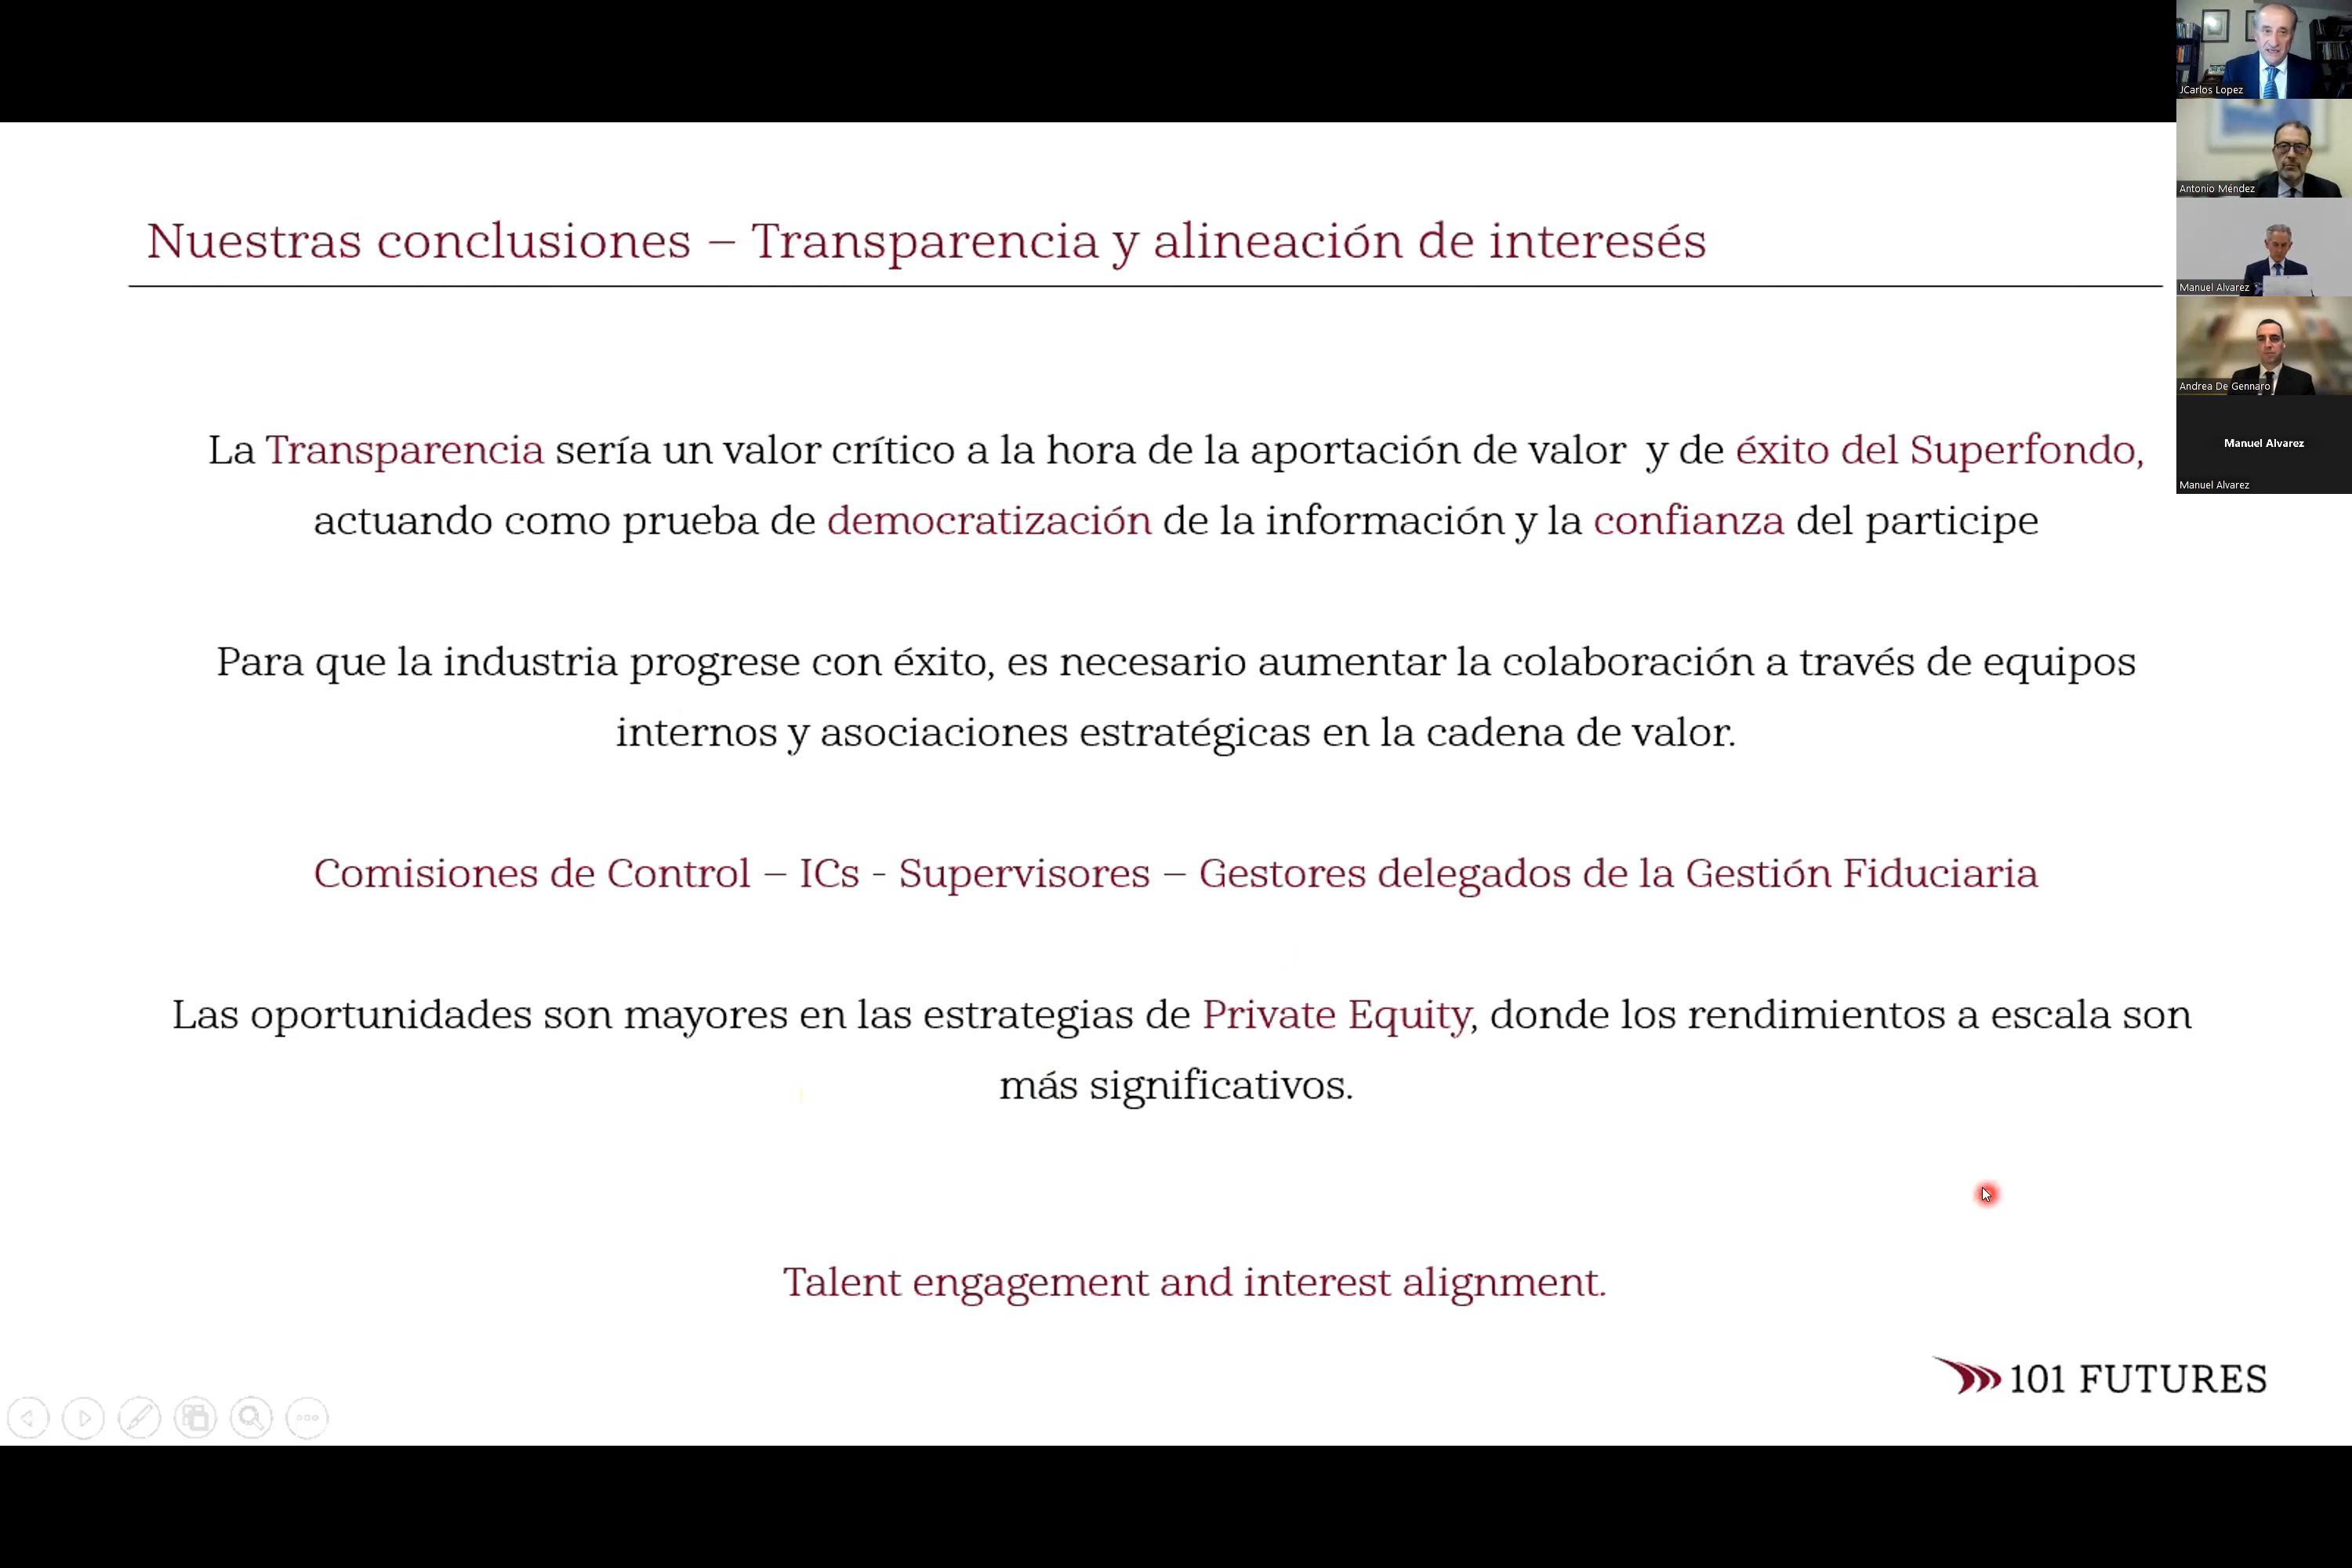 JCarlos Lopez
Antonio Méndez
Manuel Alvarez
Andrea De Gennaro
Manuel Alvarez
Manuel Alvarez
Nuestras conclusiones – Transparencia y alineación de interesés
La Transparencia sería un valor crítico a la hora de la aportación de valor y de éxito del Superfondo,
actuando como prueba de democratización de la información y la confianza del participe
Para que la industria progrese con éxito, es necesario aumentar la colaboración a través de equipos
internos y asociaciones estratégicas en la cadena de valor.
Comisiones de Control – ICs - Supervisores – Gestores delegados de la Gestión Fiduciaria
Las oportunidades son mayores en las estrategias de Private Equity, donde los rendimientos a escala son
más significativos.
Talent engagement and interest alignment.
101 FUTURES